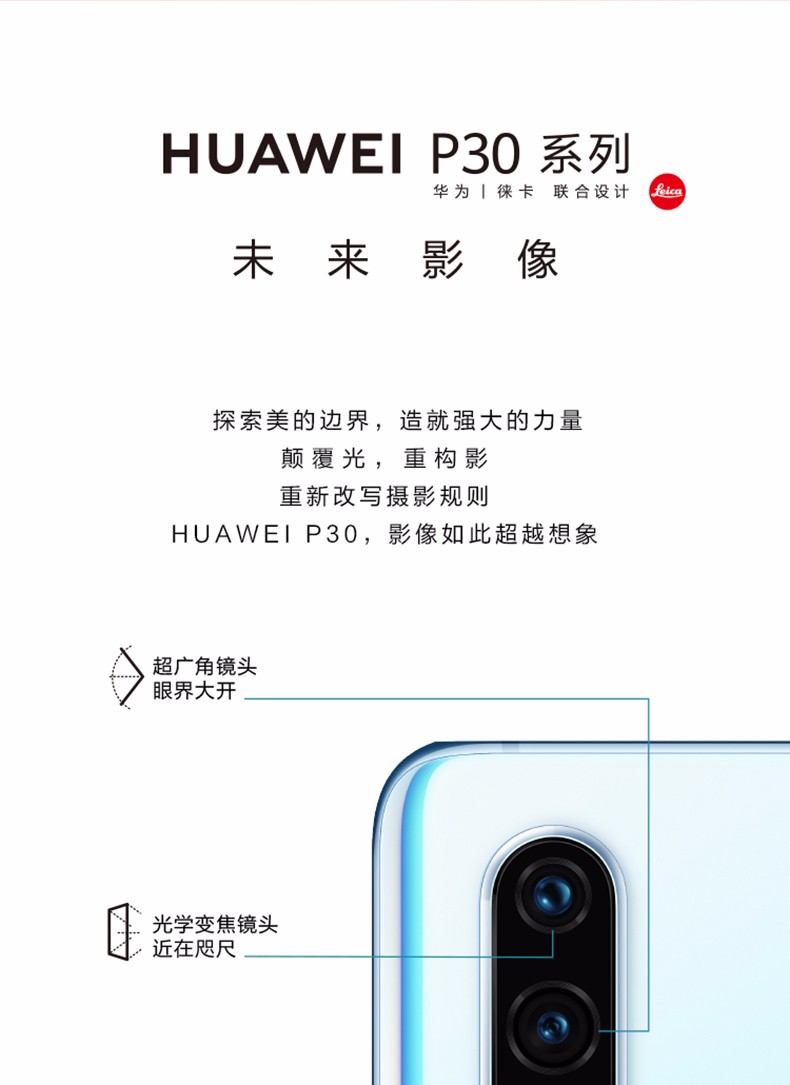 HUAWEI P30 系列
华为 | 徕卡 联合设计
Leica
未来影像
探索美的边界，造就强大的力量
颠覆光，重构影
重新改写摄影规则
HUAWEI P30，影像如此超越想象
超广角镜头
眼界大开
光学变焦镜头
近在咫尺